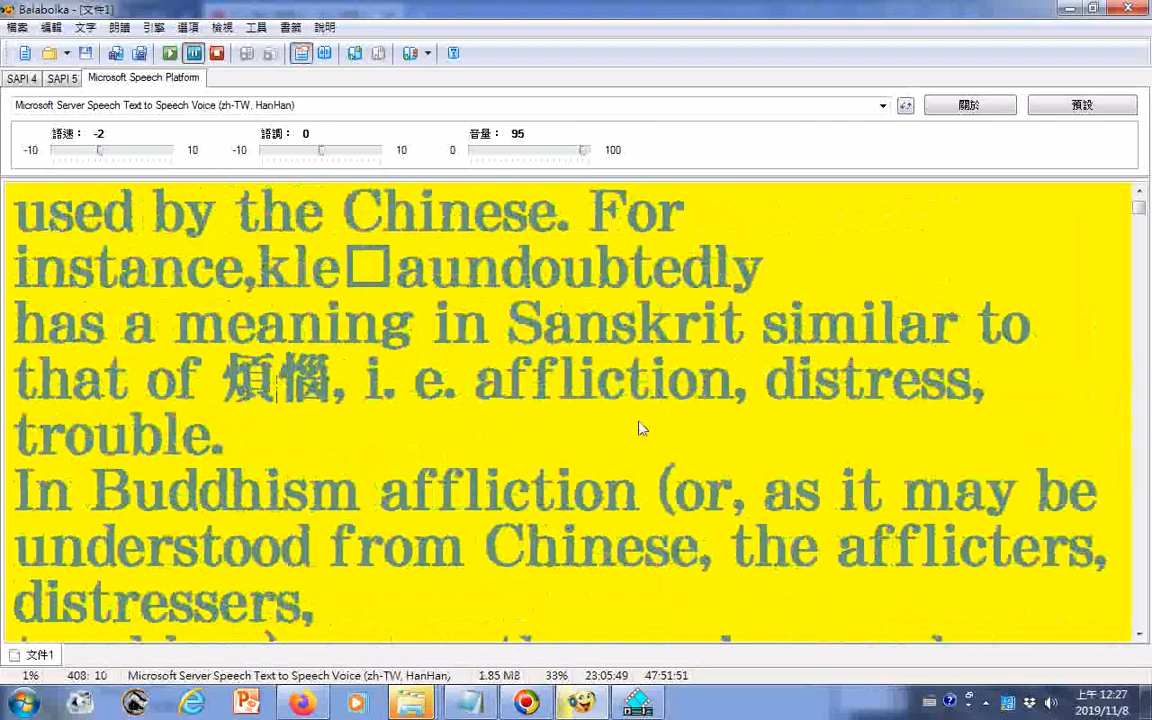 Balabolka - [文件1]
檔案 編輯 文字 朗讀 引擎 選項 檢視 工具 書籤 說明
SAPI 4 SAPI 5 Microsoft Speech Platform
Microsoft Server Speech Text to Speech Voice (zh-TW, HanHan)
關於 預設
語速： -2 語調： 0 音量： 95
-10 10 -10 10 0 100
used by the Chinese. For
instance,kle□aundoubtedly
has a meaning in Sanskrit similar to
that of 煩惱, i. e. affliction, distress,
trouble.
In Buddhism affliction (or, as it may be
understood from Chinese, the afflicters,
distressers,
文件1
1% 408: 10 Microsoft Server Speech Text to Speech Voice (zh-TW, HanHan, 1.85 MB 33% 23:05:49 47:51:51
上午 12:27
2019/11/8